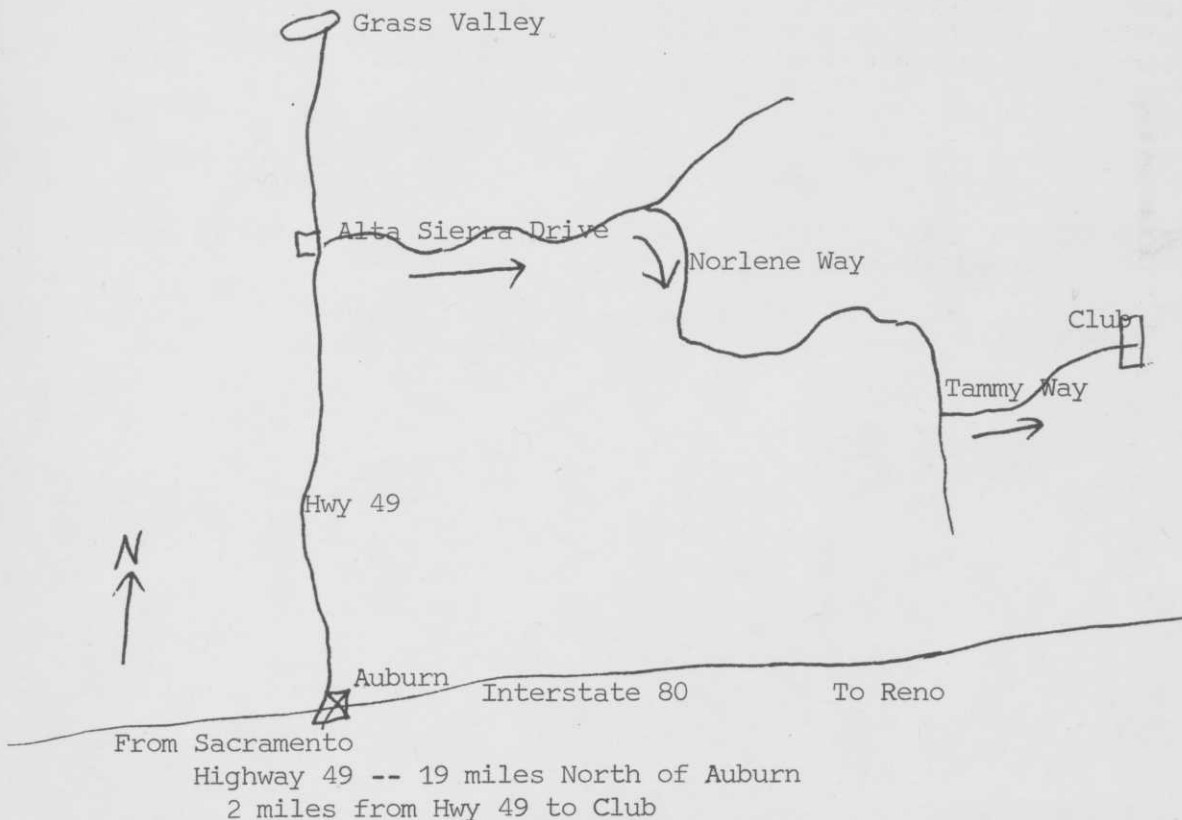 Grass Valley
Alta Sierra Drive
Norlene Way
Club
Tammy Way
Hwy 49
N
Auburn
Interstate 80 To Reno
From Sacramento
Highway 49 -- 19 miles North of Auburn
2 miles from Hwy 49 to Club